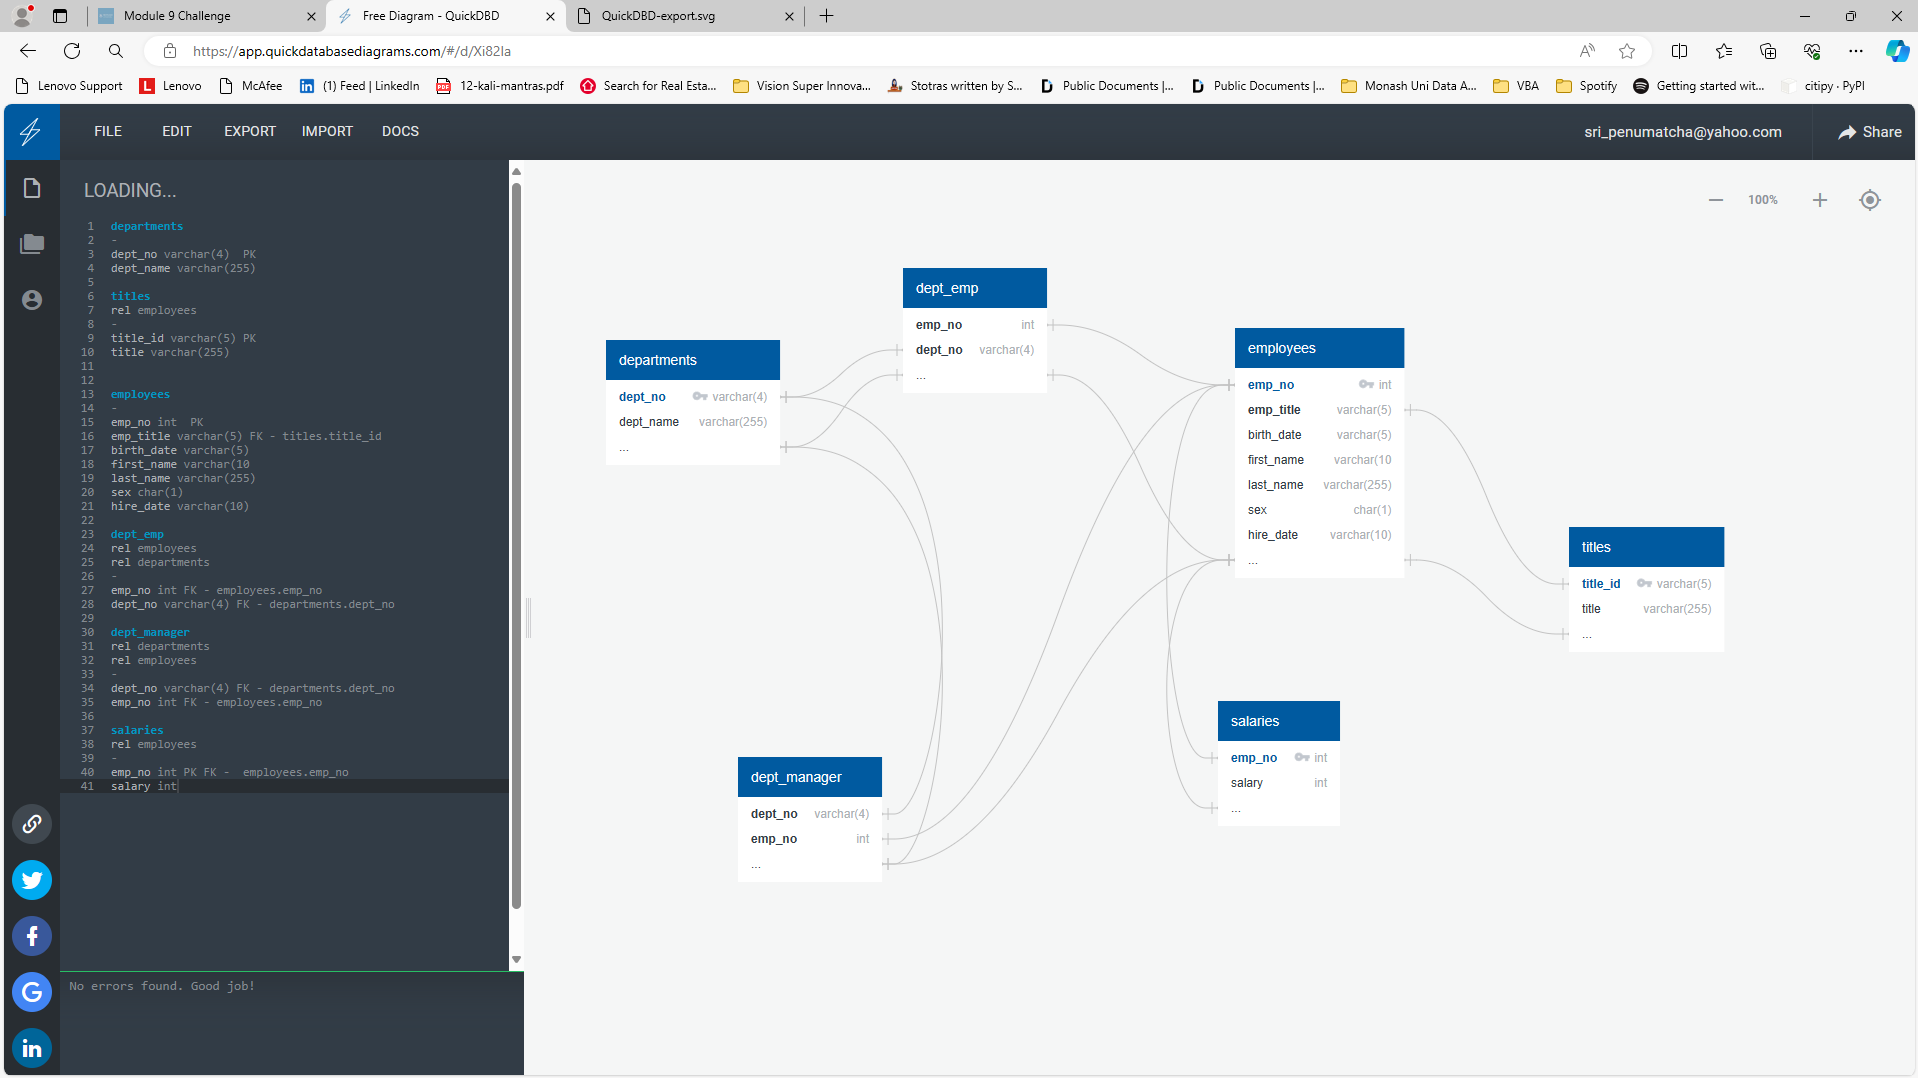 Module 9 Challenge
Free Diagram - QuickDBD
QuickDBD-export.svg
https://app.quickdatabasediagrams.com/#/d/Xi82Ia
Lenovo Support
Lenovo
McAfee
(1) Feed | LinkedIn
12-kali-mantras.pdf
Search for Real Esta...
Vision Super Innova...
Stotras written by S...
Public Documents |...
Public Documents |...
Monash Uni Data A...
VBA
Spotify
Getting started wit...
citipy · PyPI
FILE
EDIT
EXPORT
IMPORT
DOCS
sri_penumatcha@yahoo.com
Share
LOADING...
1 departments
2 -
3 dept_no varchar(4)  PK
4 dept_name varchar(255)
5
6 titles
7 rel employees
8 -
9 title_id varchar(5) PK
10 title varchar(255)
11
12
13 employees
14 -
15 emp_no int  PK
16 emp_title varchar(5) FK - titles.title_id
17 birth_date varchar(5)
18 first_name varchar(10
19 last_name varchar(255)
20 sex char(1)
21 hire_date varchar(10)
22
23 dept_emp
24 rel employees
25 rel departments
26 -
27 emp_no int FK - employees.emp_no
28 dept_no varchar(4) FK - departments.dept_no
29
30 dept_manager
31 rel departments
32 rel employees
33 -
34 dept_no varchar(4) FK - departments.dept_no
35 emp_no int FK - employees.emp_no
36
37 salaries
38 rel employees
39 -
40 emp_no int PK FK -  employees.emp_no
41 salary int
No errors found. Good job!
100%
dept_emp
emp_no int
dept_no varchar(4)
...
departments
dept_no varchar(4)
dept_name varchar(255)
...
employees
emp_no int
emp_title varchar(5)
birth_date varchar(5)
first_name varchar(10
last_name varchar(255)
sex char(1)
hire_date varchar(10)
...
titles
title_id varchar(5)
title varchar(255)
...
salaries
emp_no int
salary int
...
dept_manager
dept_no varchar(4)
emp_no int
...